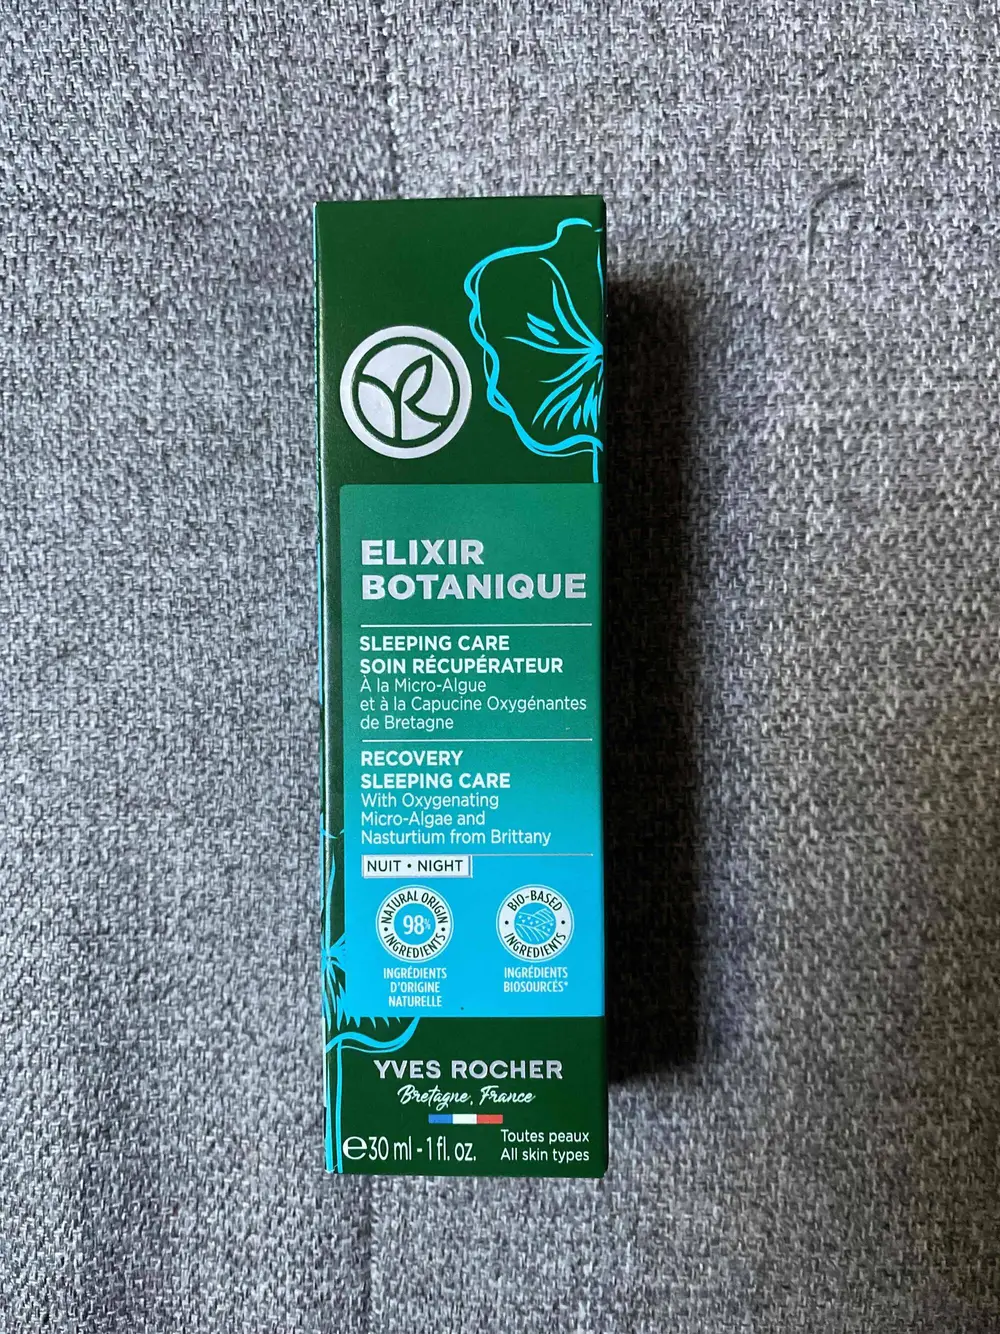 ELIXIR
BOTANIQUE
SLEEPING CARE
SOIN RÉCUPÉRATEUR
À la Micro-Algue
et à la Capucine Oxygénantes
de Bretagne
RECOVERY
SLEEPING CARE
With Oxygenating
Micro-Algae and
Nasturtium from Brittany
NUIT • NIGHT
NATURAL ORIGIN
98%
INGREDIENTS
INGRÉDIENTS
D'ORIGINE
NATURELLE
BIO-BASED
INGREDIENTS
INGRÉDIENTS
BIOSOURCÉS*
YVES ROCHER
Bretagne, France
℮30 ml - 1 fl. oz.
Toutes peaux
All skin types